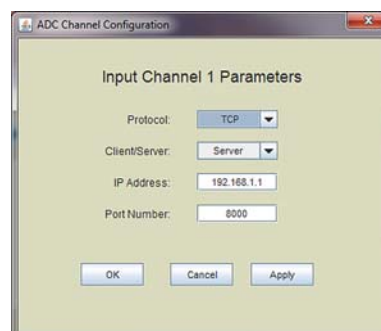 ADC Channel Configuration
Input Channel 1 Parameters
Protocol: TCP
Client/Server: Server
IP Address: 192.168.1.1
Port Number: 8000
OK Cancel Apply